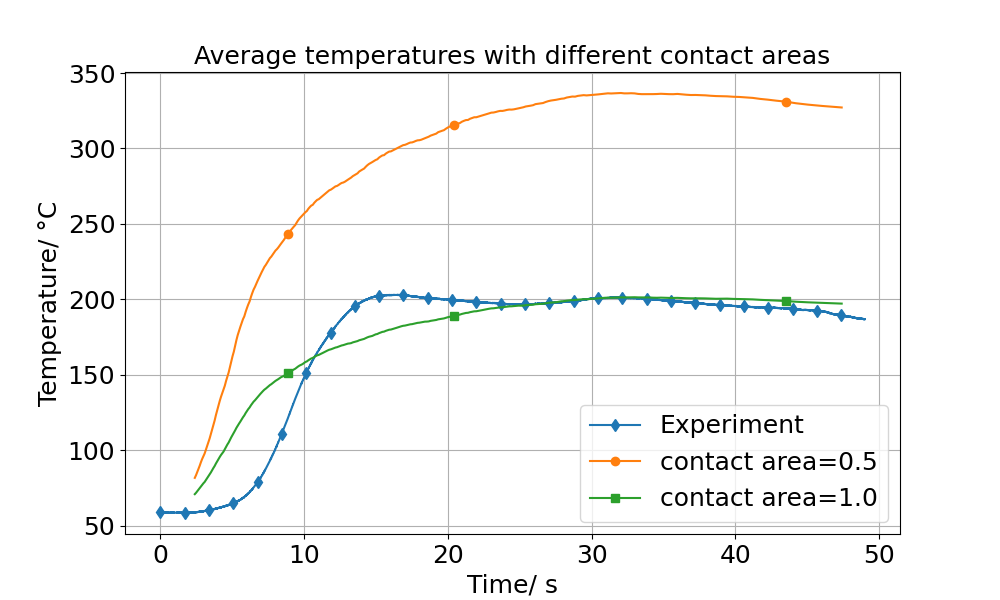 Average temperatures with different contact areas
350
300
250
200
150
100
50
Temperature/ °C
Experiment
contact area=0.5
contact area=1.0
0 10 20 30 40 50
Time/ s